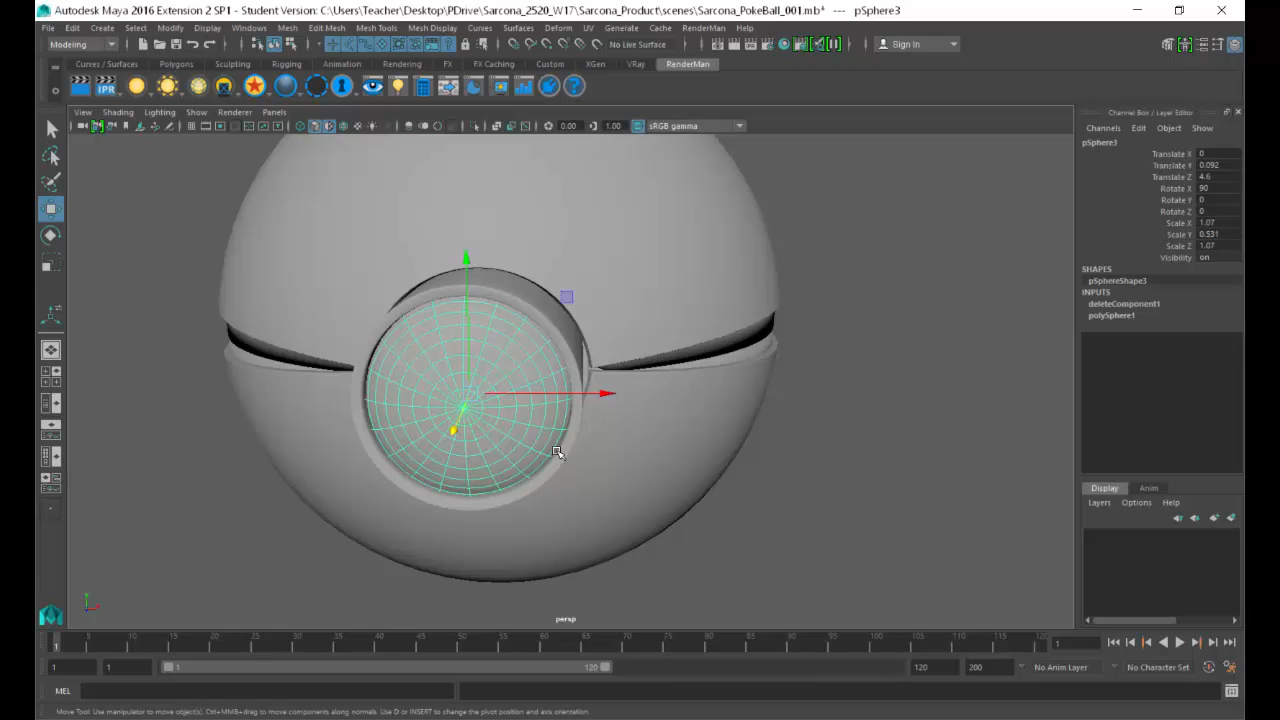 Autodesk Maya 2016 Extension 2 SP1 - Student Version: C:\Users\Teacher\Desktop\PDrive\Sarcona_2520_W17\Sarcona_Product\scenes\Sarcona_PokeBall_001.mb* --- pSphere3
File Edit Create Select Modify Display Windows Mesh Edit Mesh Mesh Tools Mesh Display Curves Surfaces Deform UV Generate Cache RenderMan Help
Modeling No Live Surface Sign In
Curves / Surfaces Polygons Sculpting Rigging Animation Rendering FX FX Caching Custom XGen VRay RenderMan
IPR
View Shading Lighting Show Renderer Panels
0.00 1.00 sRGB gamma
Channel Box / Layer Editor
Channels Edit Object Show
pSphere3
Translate X 0
Translate Y 0.092
Translate Z 4.6
Rotate X 90
Rotate Y 0
Rotate Z 0
Scale X 1.07
Scale Y 0.531
Scale Z 1.07
Visibility on
SHAPES
pSphereShape3
INPUTS
deleteComponent1
polySphere1
Display Anim
Layers Options Help
persp
1 5 10 15 20 25 30 35 40 45 50 55 60 65 70 75 80 85 90 95 100 105 110 115 120 1
1 1 1 120 120 200 No Anim Layer No Character Set
MEL
Move Tool: Use manipulator to move object(s). Ctrl+MMB+drag to move components along normals. Use D or INSERT to change the pivot position and axis orientation.